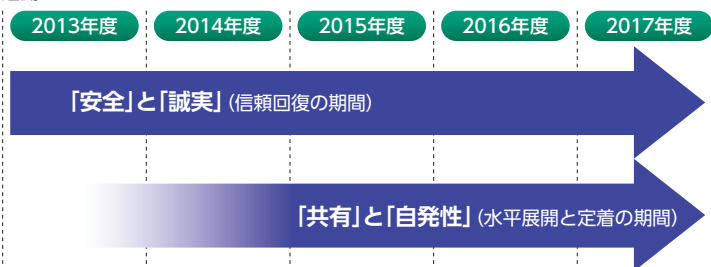 2013年度 2014年度 2015年度 2016年度 2017年度
「安全」と「誠実」(信頼回復の期間)
「共有」と「自発性」(水平展開と定着の期間)